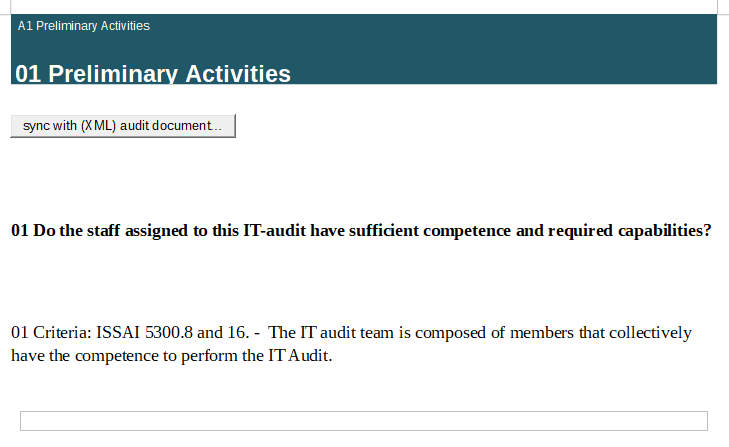 A1 Preliminary Activities
01 Preliminary Activities
sync with (XML) audit document...
01 Do the staff assigned to this IT-audit have sufficient competence and required capabilities?
01 Criteria: ISSAI 5300.8 and 16. -  The IT audit team is composed of members that collectively
have the competence to perform the IT Audit.